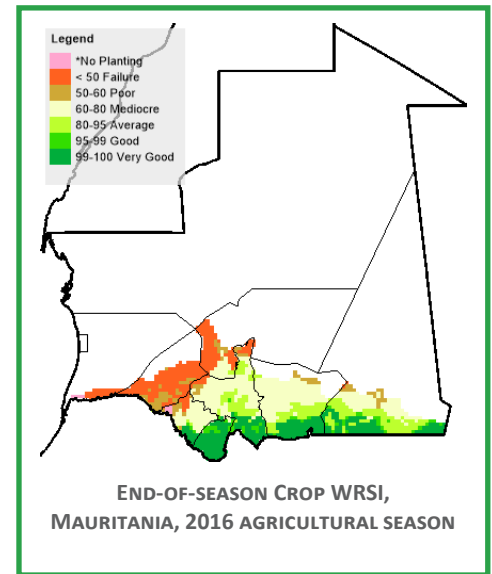 Legend
*No Planting
< 50 Failure
50-60 Poor
60-80 Mediocre
80-95 Average
95-99 Good
99-100 Very Good
END-OF-SEASON CROP WRSI,
MAURITANIA, 2016 AGRICULTURAL SEASON